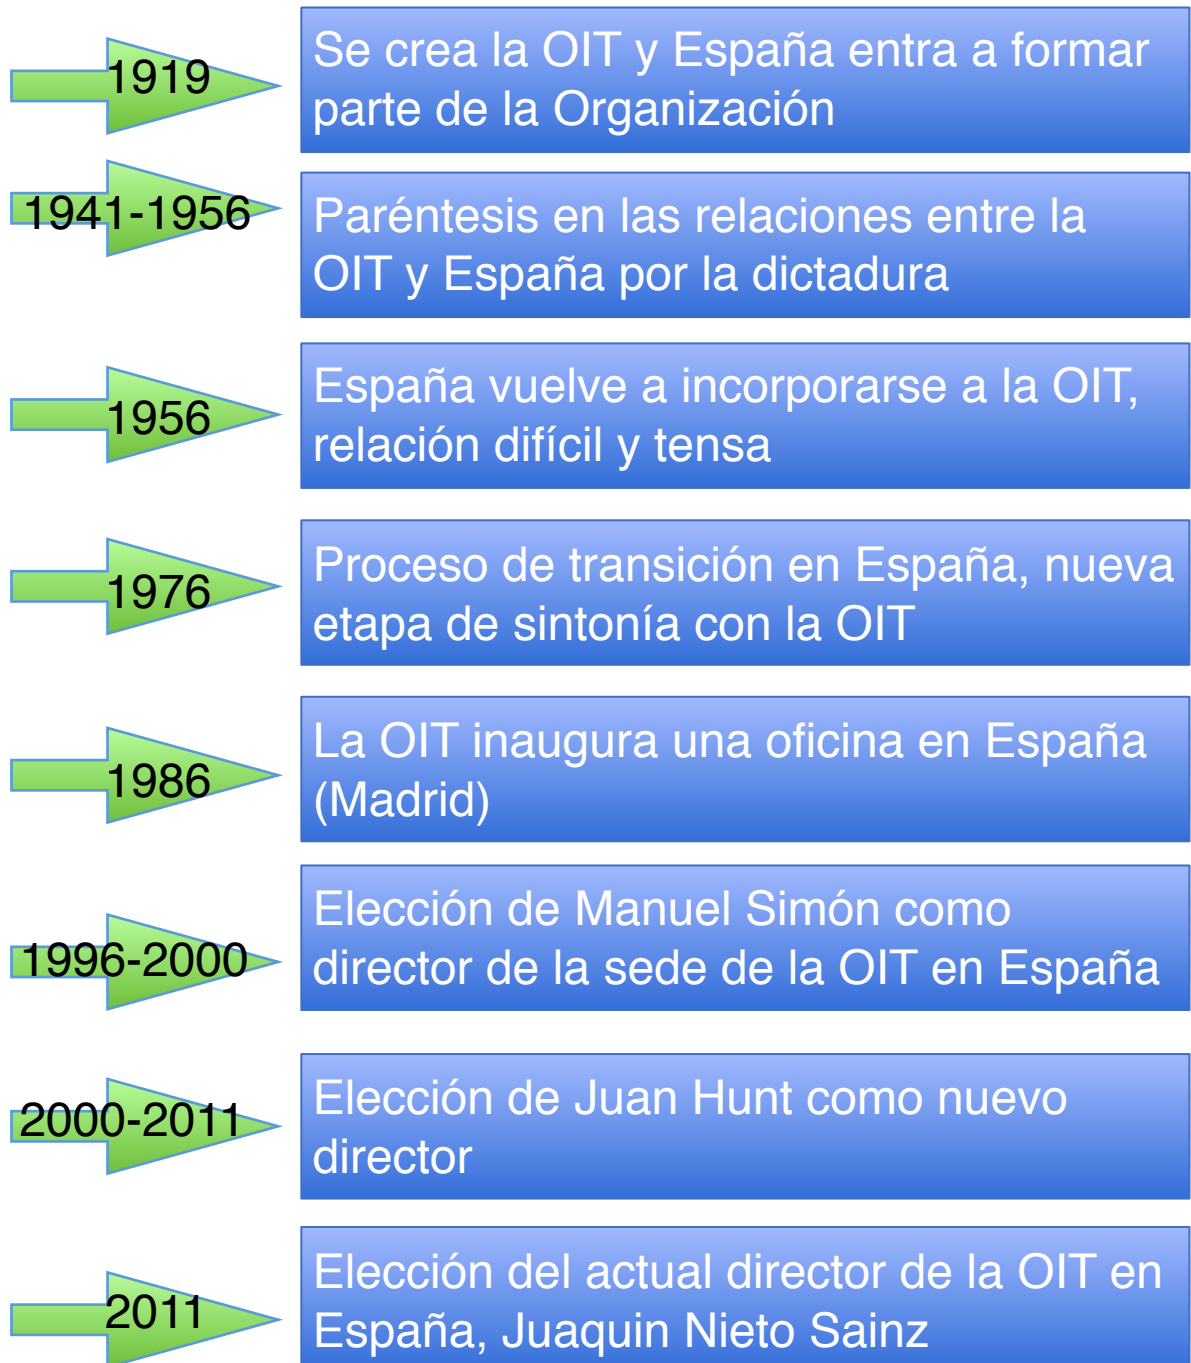 1919
Se crea la OIT y España entra a formar
parte de la Organización
1941-1956
Paréntesis en las relaciones entre la
OIT y España por la dictadura
1956
España vuelve a incorporarse a la OIT,
relación difícil y tensa
1976
Proceso de transición en España, nueva
etapa de sintonía con la OIT
1986
La OIT inaugura una oficina en España
(Madrid)
1996-2000
Elección de Manuel Simón como
director de la sede de la OIT en España
2000-2011
Elección de Juan Hunt como nuevo
director
2011
Elección del actual director de la OIT en
España, Juaquin Nieto Sainz